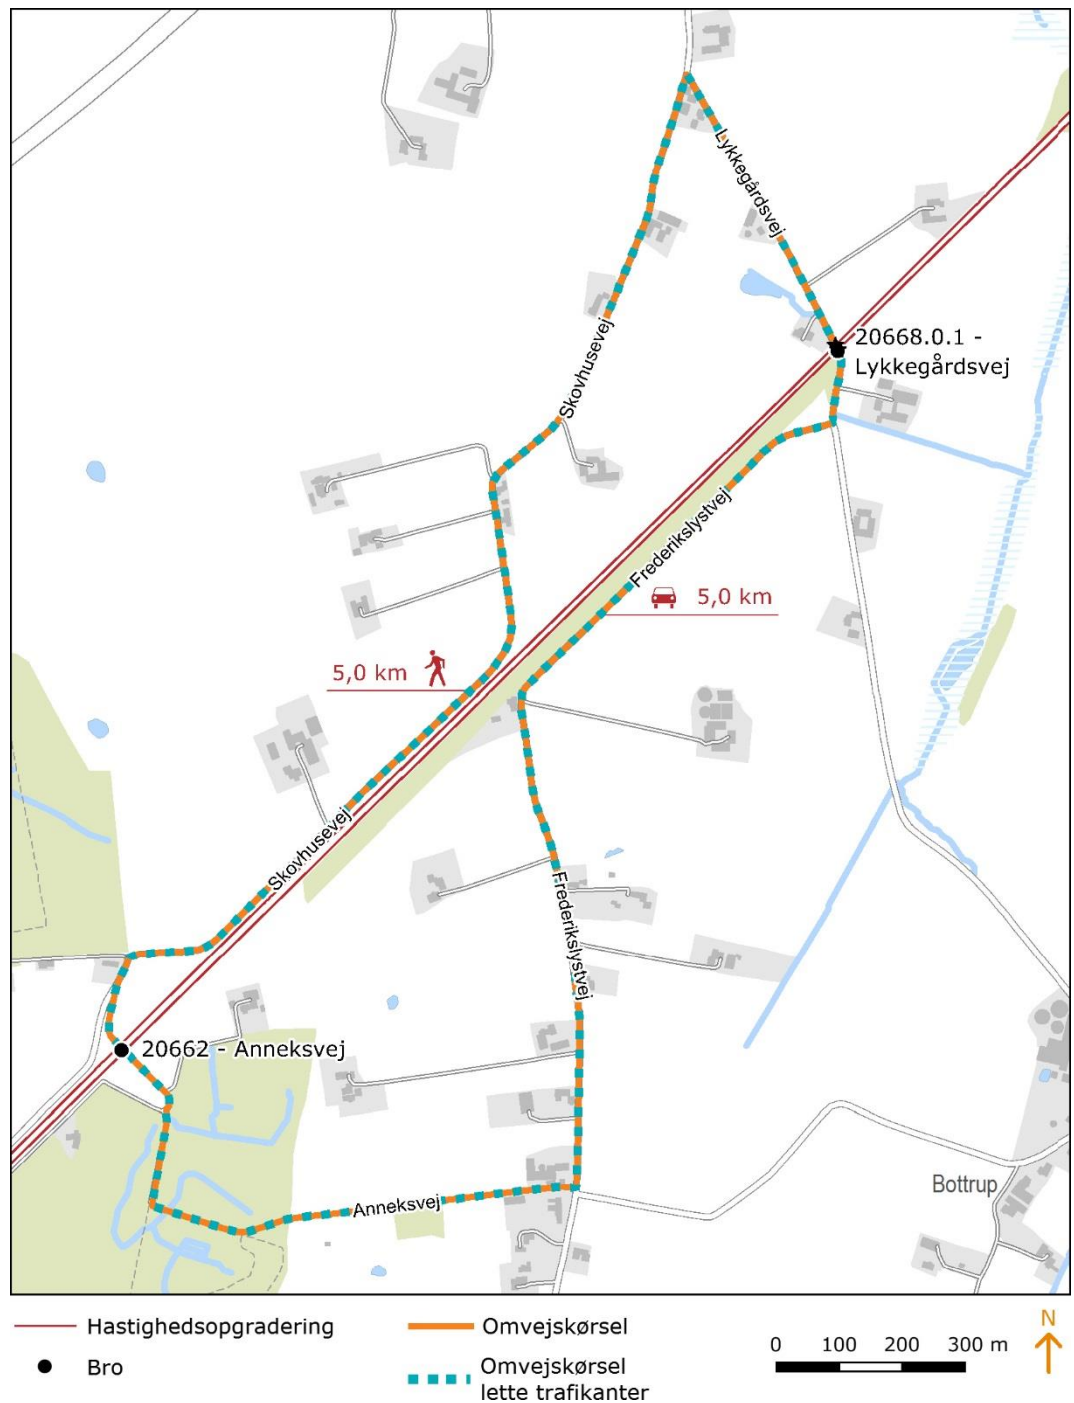 Lykkegårdsvej
20668.0.1 -
Lykkegårdsvej
Skovhusevej
Frederikslystvej
5,0 km
5,0 km
Skovhusevej
Frederikslystvej
20662 - Anneksvej
Anneksvej
Bottrup
Hastighedsopgradering
Bro
Omvejskørsel
Omvejskørsel
lette trafikanter
0 100 200 300 m
N